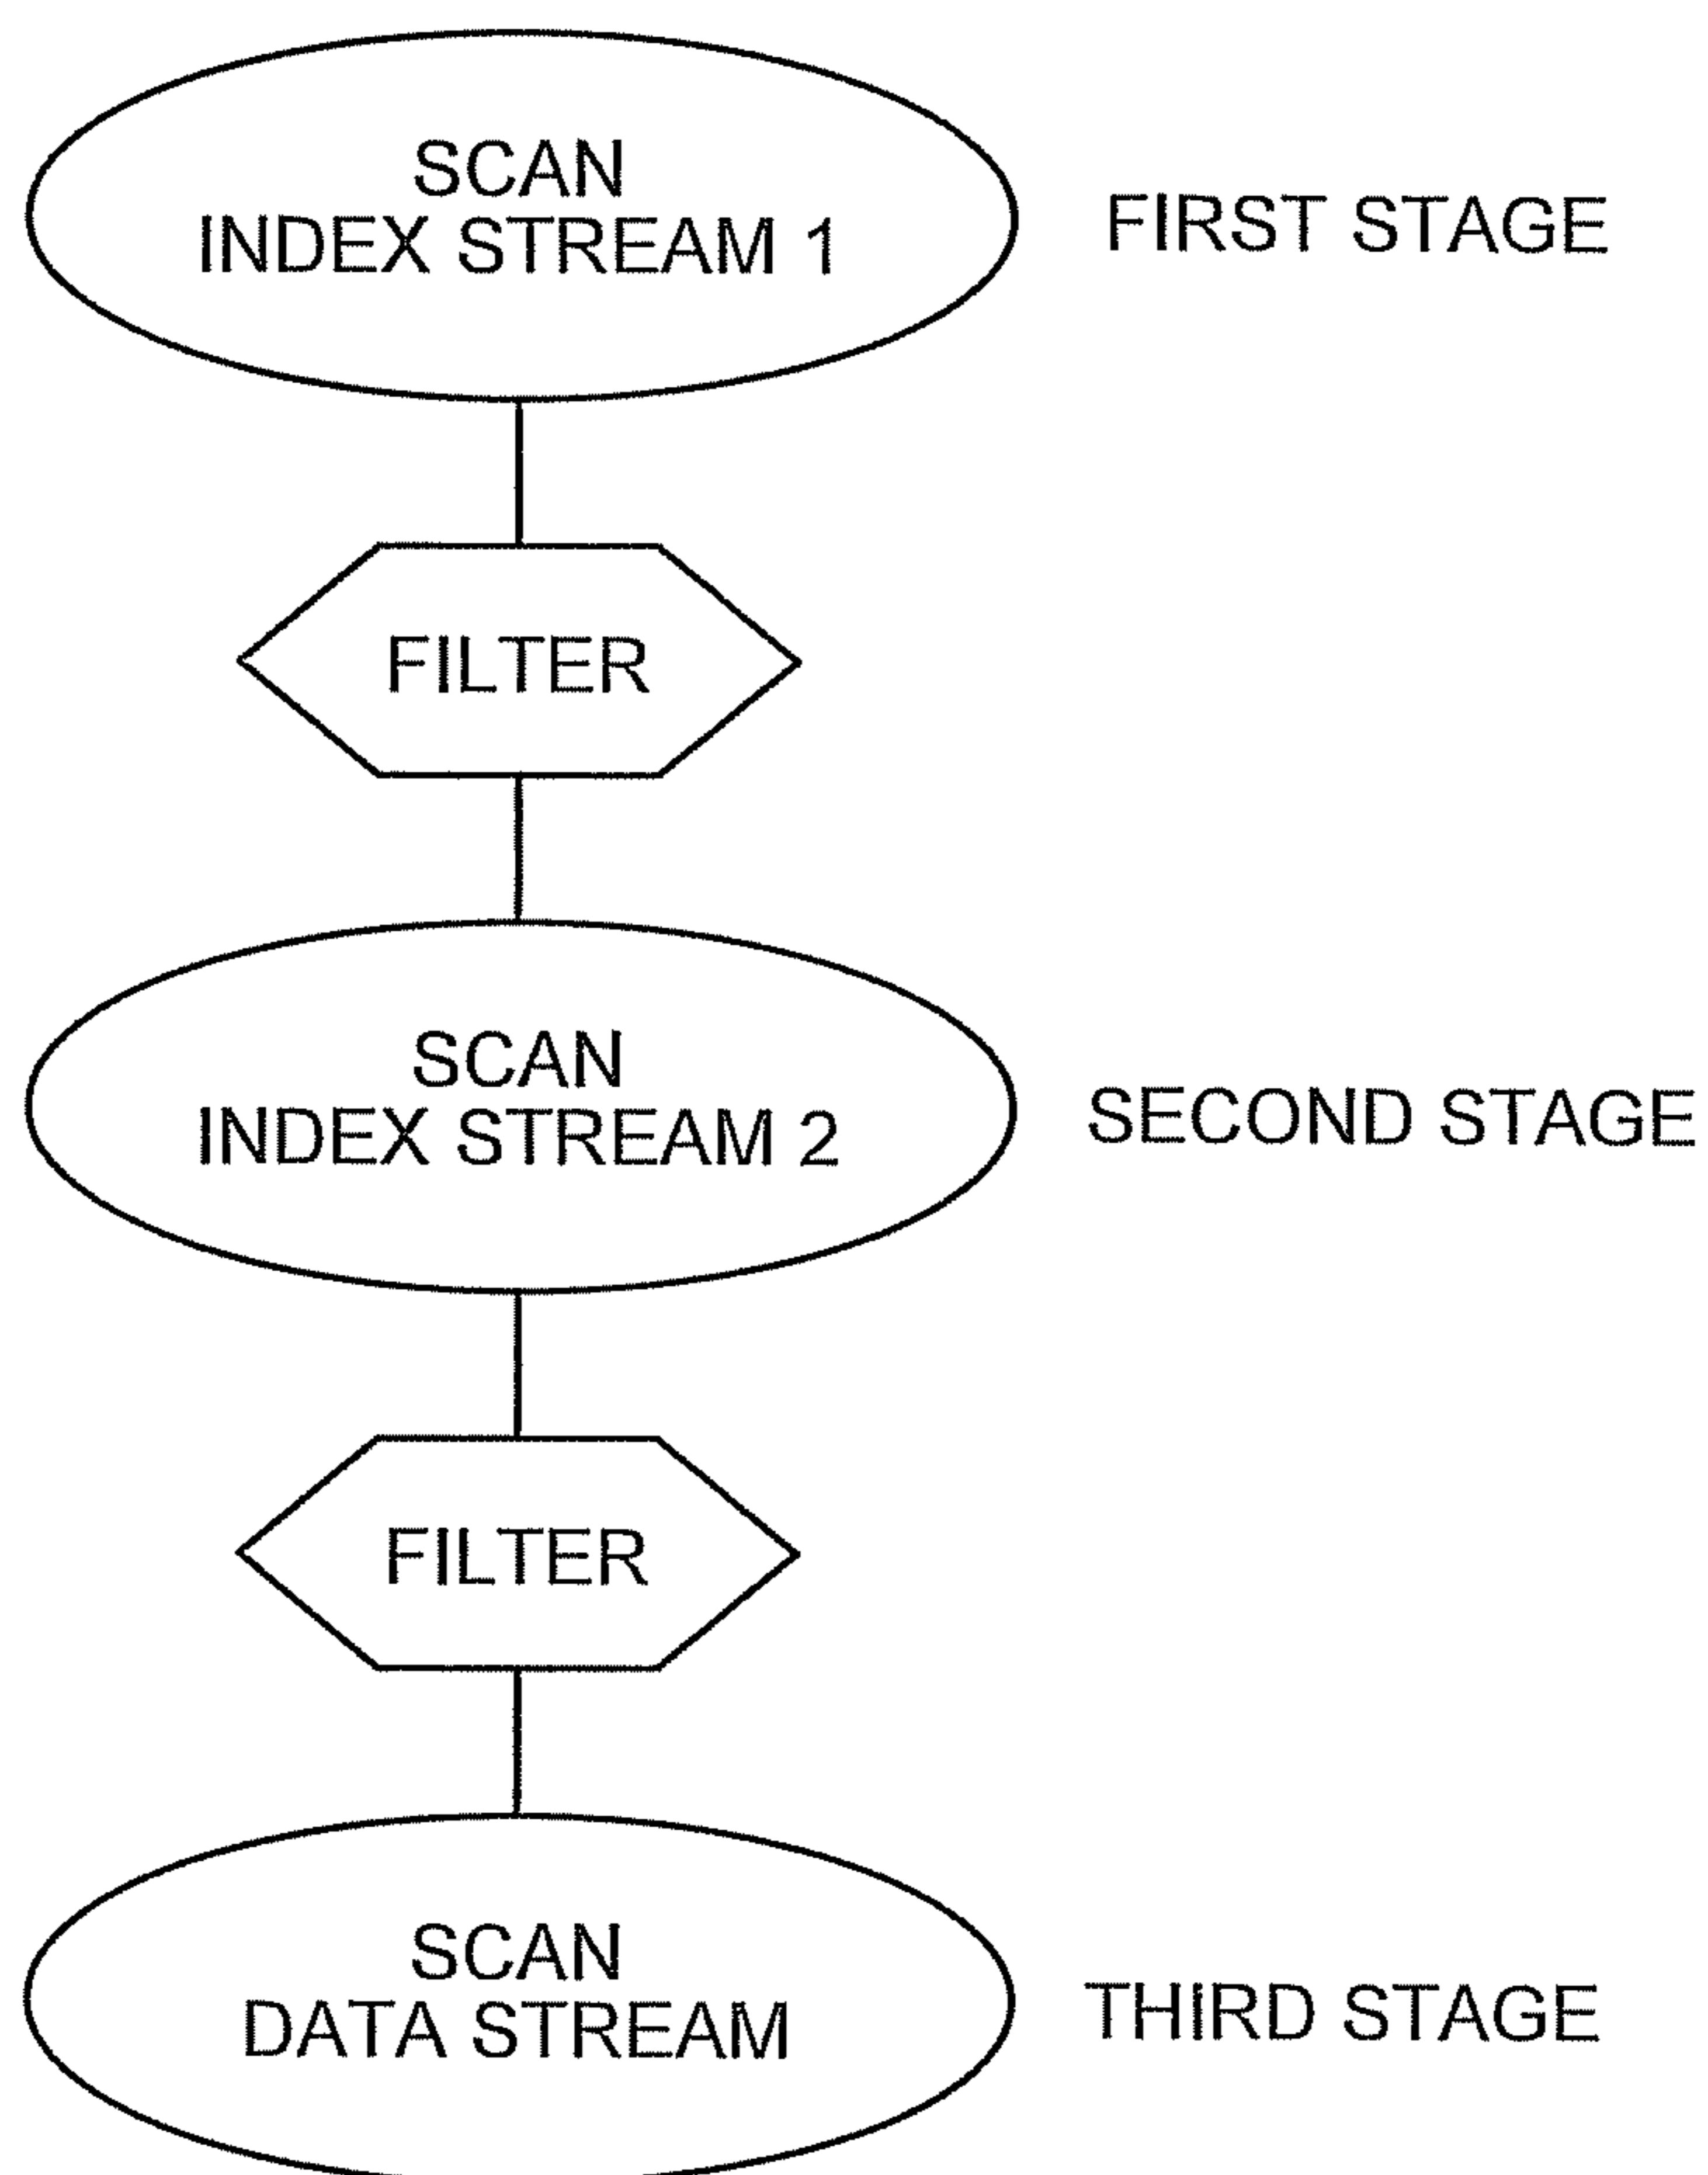 SCAN
INDEX STREAM 1
FIRST STAGE
FILTER
SCAN
INDEX STREAM 2
SECOND STAGE
FILTER
SCAN
DATA STREAM
THIRD STAGE